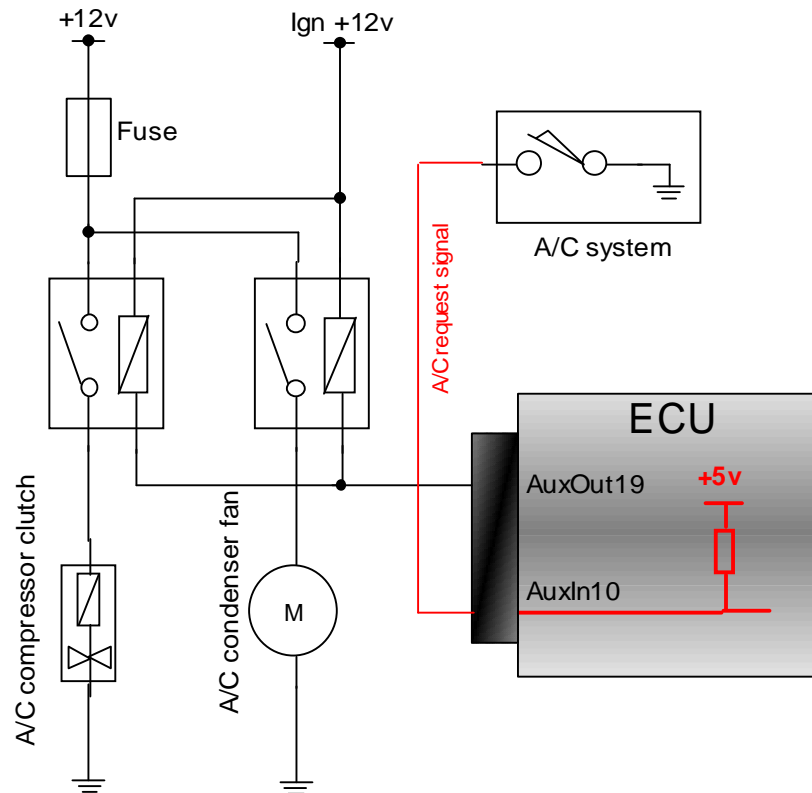 +12v
Ign +12v
Fuse
A/C system
A/C request signal
ECU
AuxOut19
+5v
AuxIn10
A/C compressor clutch
A/C condenser fan
M